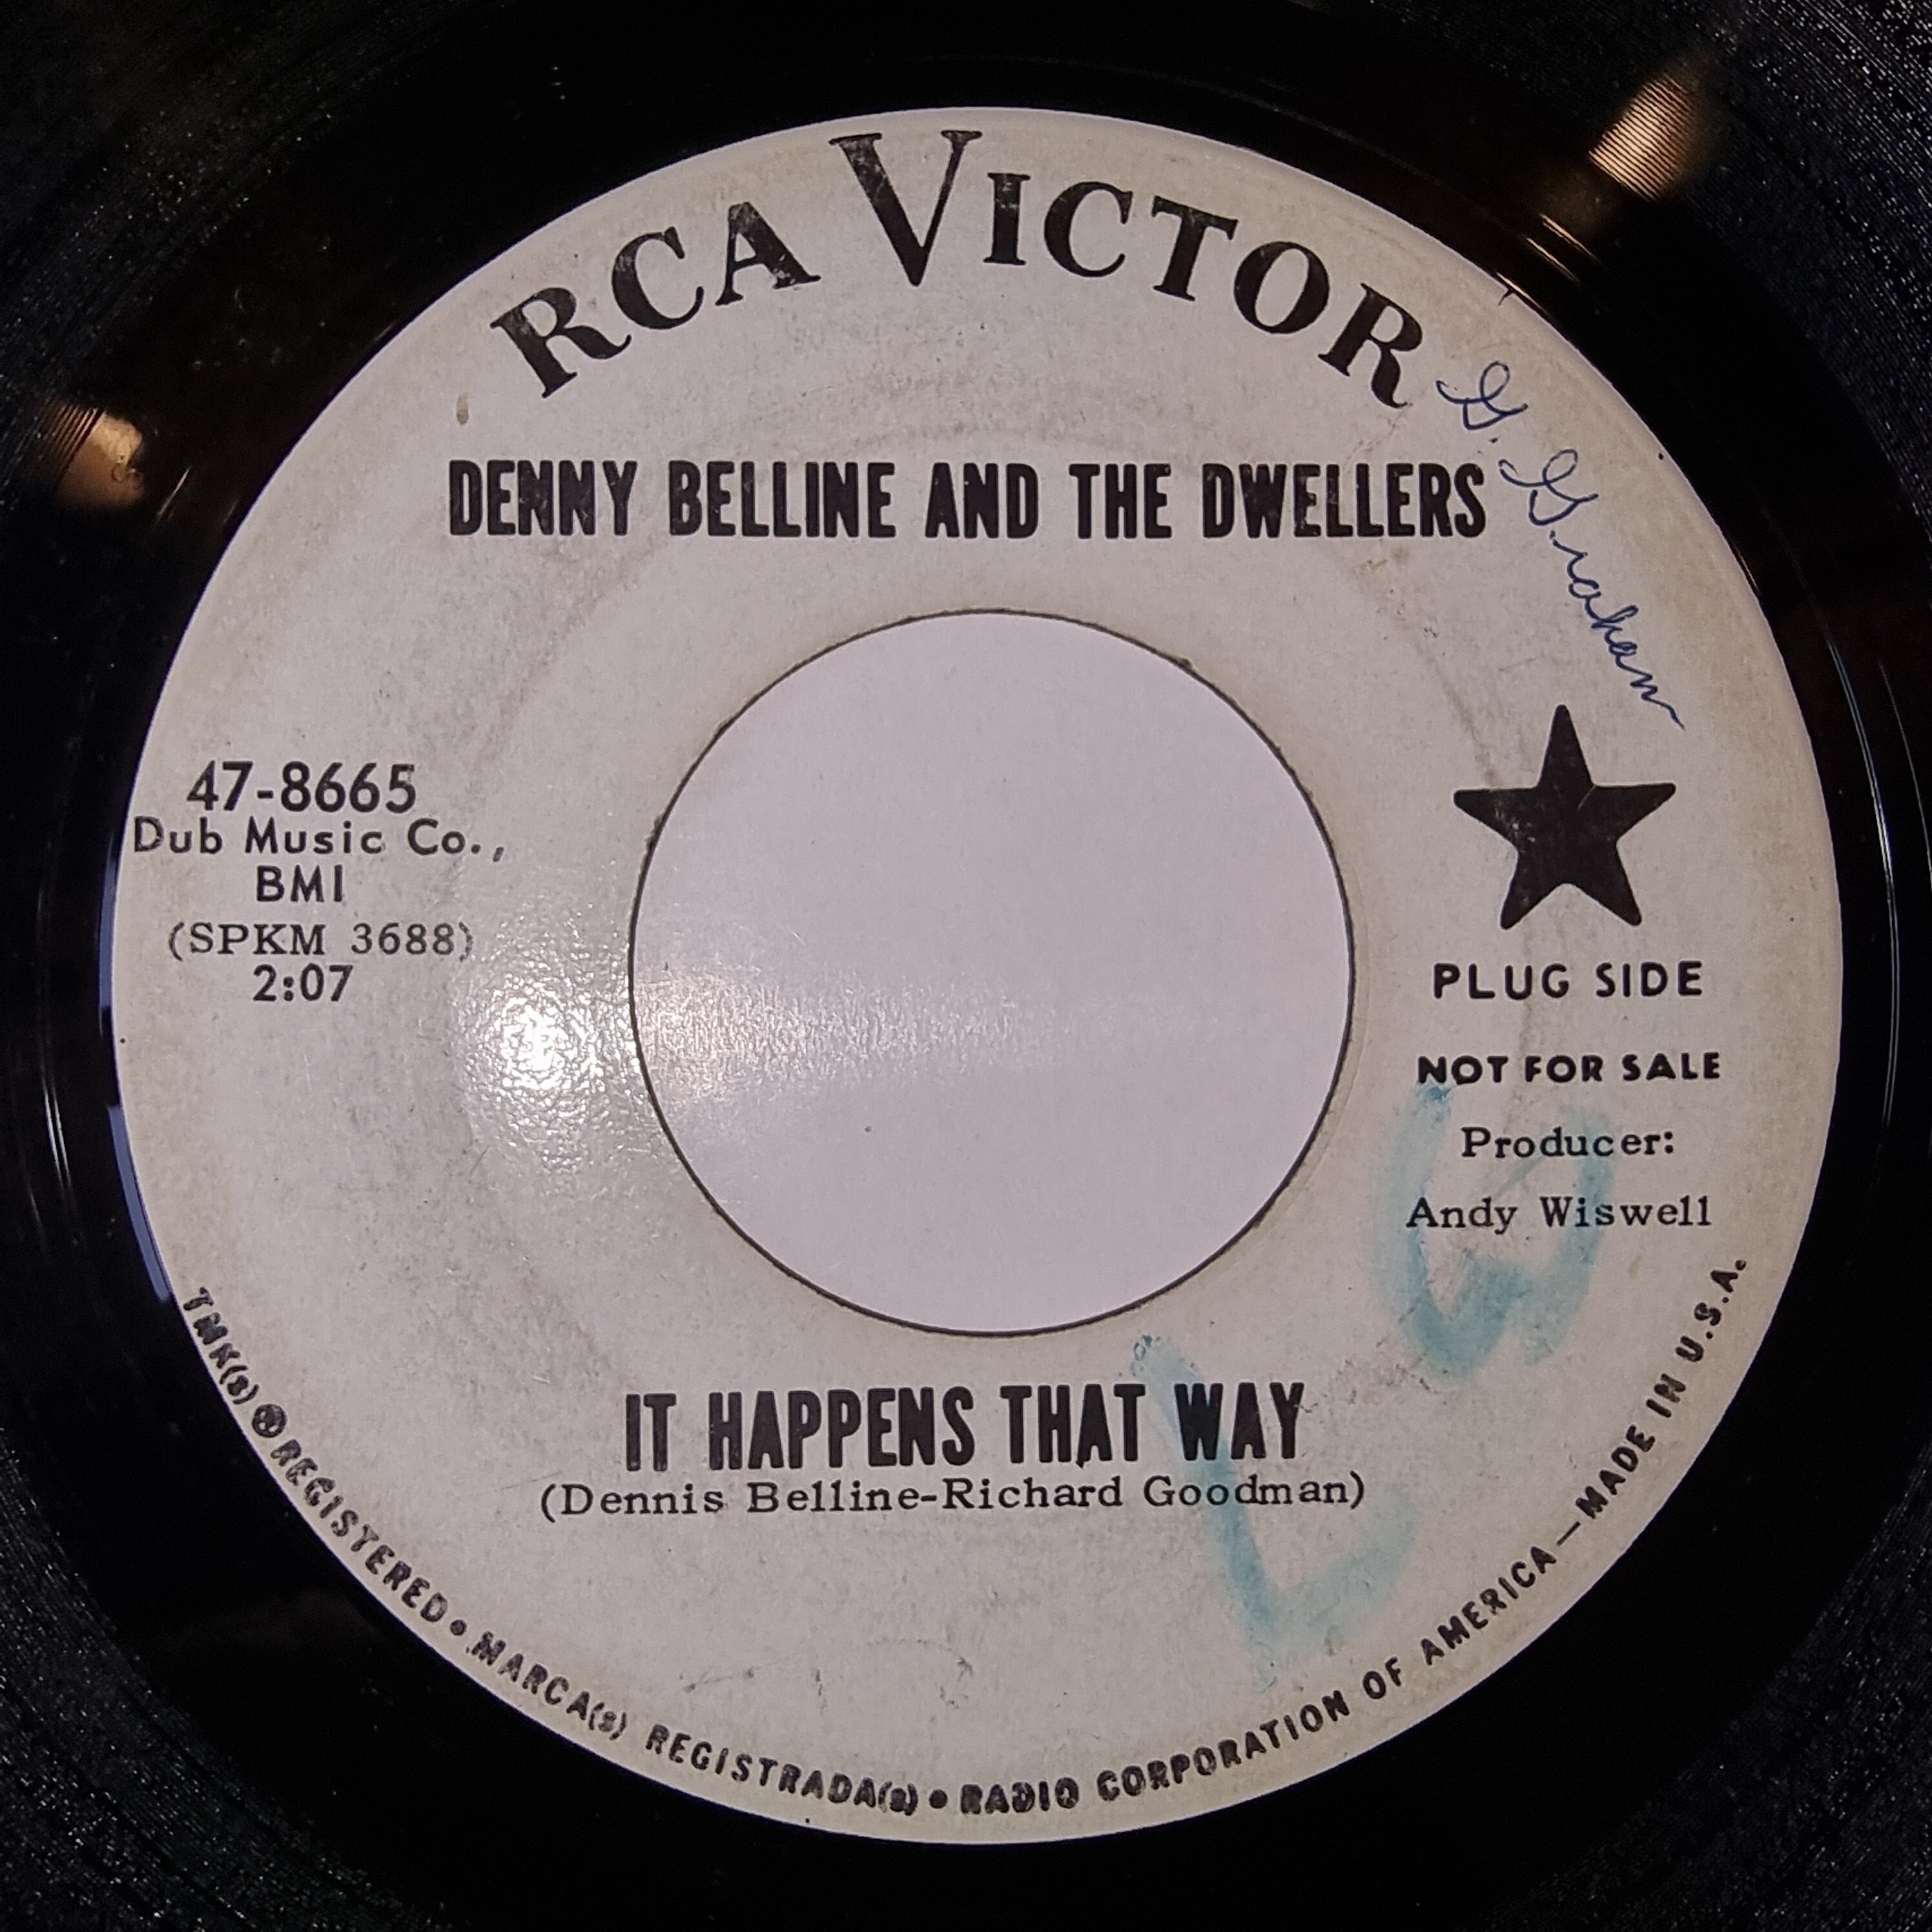 RCA VICTOR
G. Graham
DENNY BELLINE AND THE DWELLERS
47-8665
Dub Music Co.,
BMI
(SPKM 3688)
2:07
PLUG SIDE
NOT FOR SALE
Producer:
Andy Wiswell
IT HAPPENS THAT WAY
(Dennis Belline-Richard Goodman)
TMK(s) ® REGISTERED • MARCA(s) REGISTRADA(s) • RADIO CORPORATION OF AMERICA—MADE IN U.S.A.